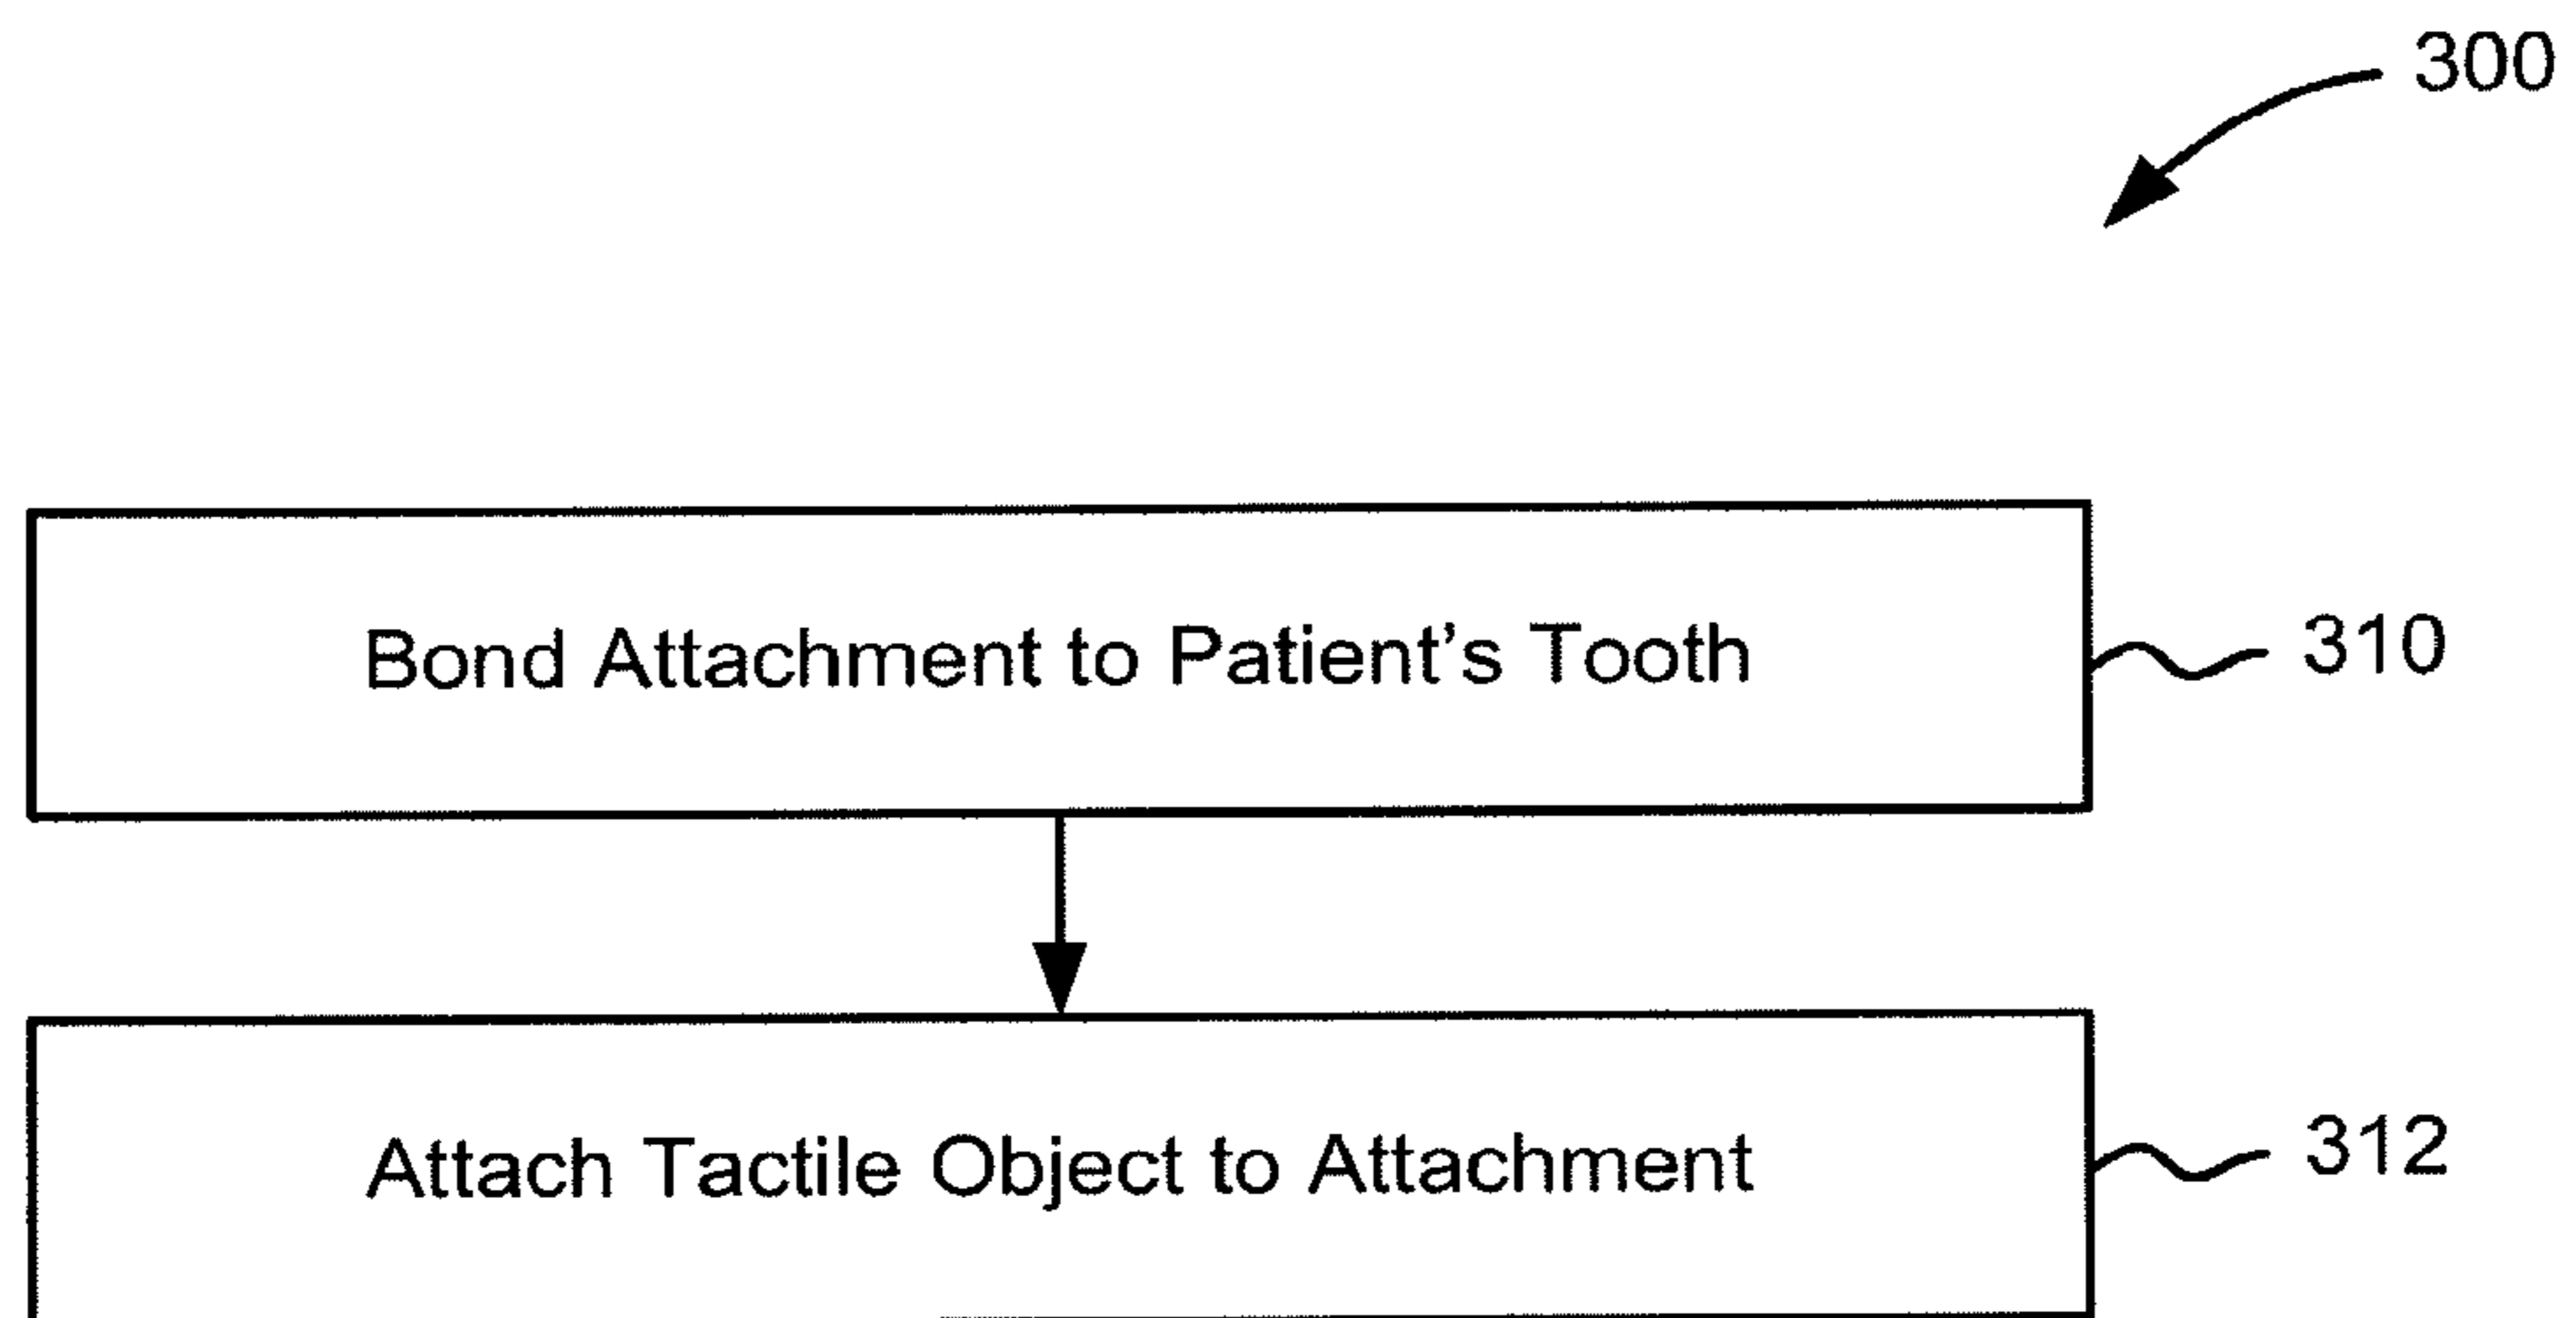 300
Bond Attachment to Patient's Tooth
310
Attach Tactile Object to Attachment
312